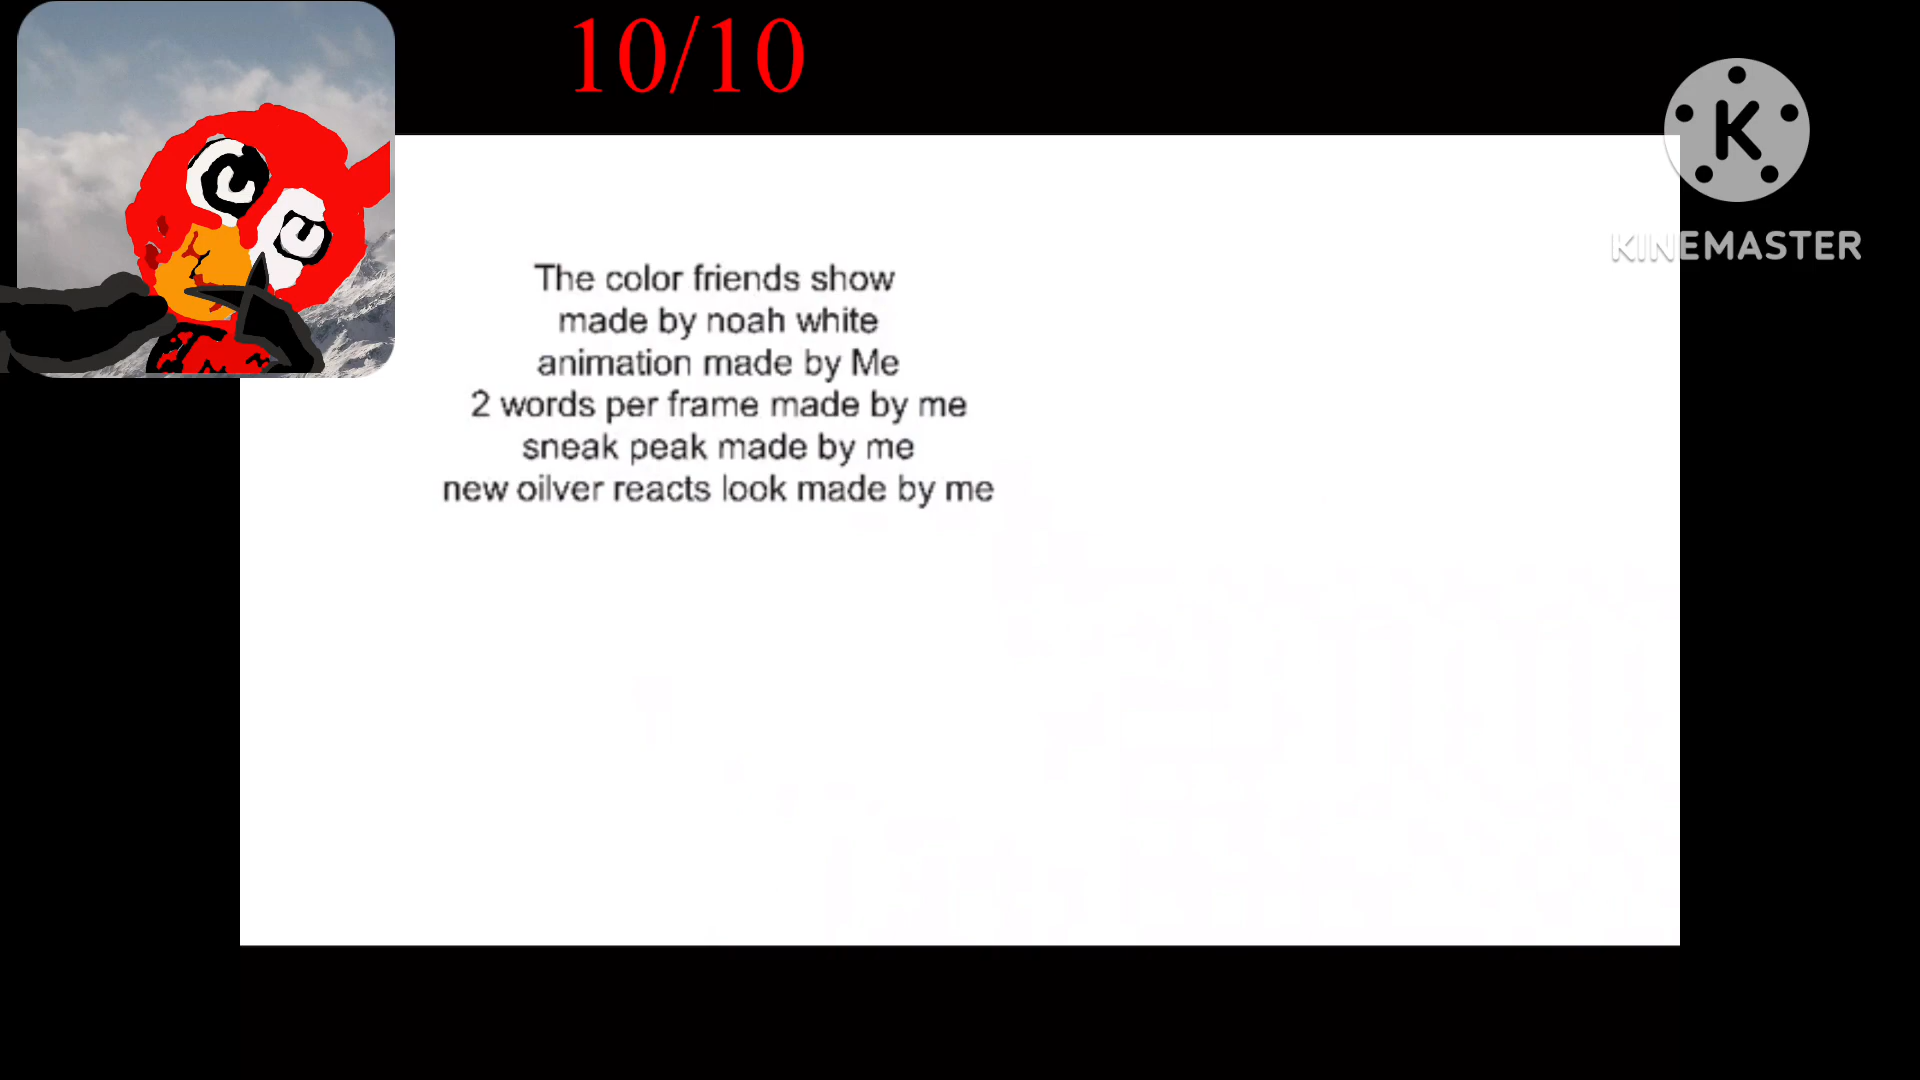 10/10
K
KINEMASTER
The color friends show
made by noah white
animation made by Me
2 words per frame made by me
sneak peak made by me
new oilver reacts look made by me